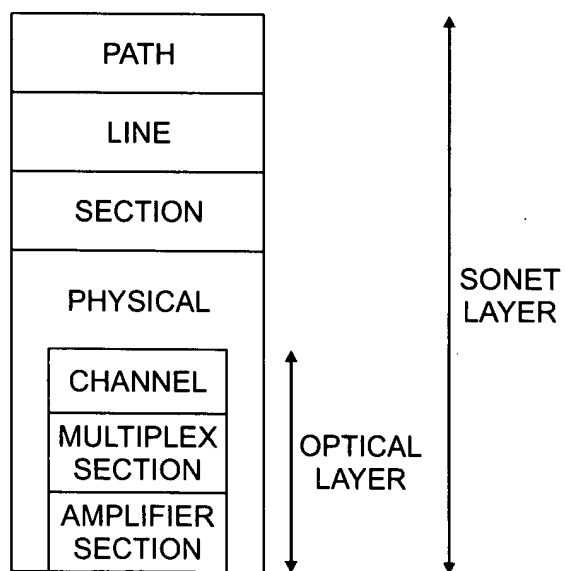 PATH
LINE
SECTION
PHYSICAL
CHANNEL
MULTIPLEX
SECTION
AMPLIFIER
SECTION
OPTICAL
LAYER
SONET
LAYER